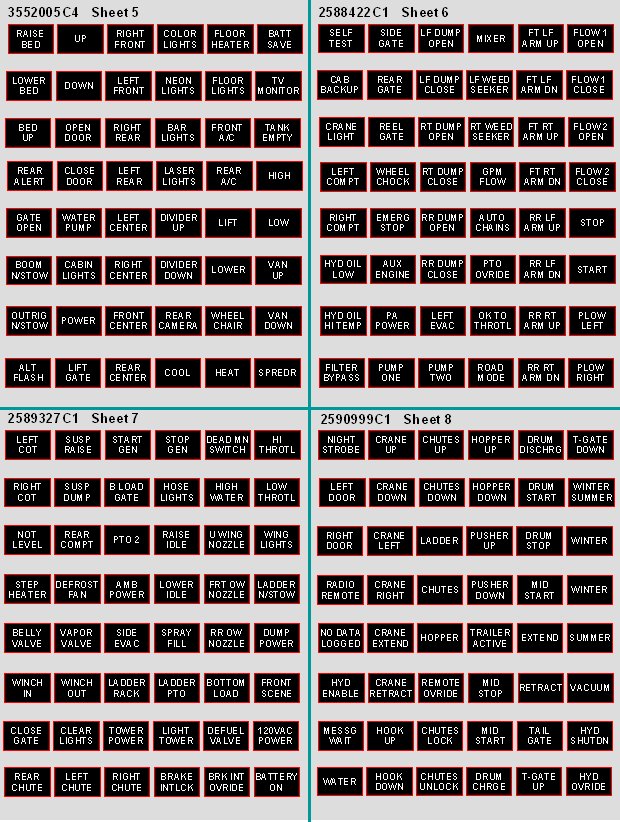 3552005C4 Sheet 5
RAISE BED
UP
RIGHT FRONT
COLOR LIGHTS
FLOOR HEATER
BATT SAVE
LOWER BED
DOWN
LEFT FRONT
NEON LIGHTS
FLOOR LIGHTS
TV MONITOR
BED UP
OPEN DOOR
RIGHT REAR
BAR LIGHTS
FRONT A/C
TANK EMPTY
REAR ALERT
CLOSE DOOR
LEFT REAR
LASER LIGHTS
REAR A/C
HIGH
GATE OPEN
WATER PUMP
LEFT CENTER
DIVIDER UP
LIFT
LOW
BOOM N/STOW
CABIN LIGHTS
RIGHT CENTER
DIVIDER DOWN
LOWER
VAN UP
OUTRIG N/STOW
POWER
FRONT CENTER
REAR CAMERA
WHEEL CHAIR
VAN DOWN
ALT FLASH
LIFT GATE
REAR CENTER
COOL
HEAT
SPREDR
2588422C1 Sheet 6
SELF TEST
SIDE GATE
LF DUMP OPEN
MIXER
FT LF ARM UP
FLOW 1 OPEN
CAB BACKUP
REAR GATE
LF DUMP CLOSE
LF WEED SEEKER
FT LF ARM DN
FLOW 1 CLOSE
CRANE LIGHT
REEL GATE
RT DUMP OPEN
RT WEED SEEKER
FT RT ARM UP
FLOW 2 OPEN
LEFT COMPT
WHEEL CHOCK
RT DUMP CLOSE
GPM FLOW
FT RT ARM DN
FLOW 2 CLOSE
RIGHT COMPT
EMERG STOP
RR DUMP OPEN
AUTO CHAINS
RR LF ARM UP
STOP
HYD OIL LOW
AUX ENGINE
RR DUMP CLOSE
PTO OVRIDE
RR LF ARM DN
START
HYD OIL HI TEMP
PA POWER
LEFT EVAC
OK TO THROTL
RR RT ARM UP
PLOW LEFT
FILTER BYPASS
PUMP ONE
PUMP TWO
ROAD MODE
RR RT ARM DN
PLOW RIGHT
2589327C1 Sheet 7
LEFT COT
SUSP RAISE
START GEN
STOP GEN
DEAD MN SWITCH
HI THROTL
RIGHT COT
SUSP DUMP
B LOAD GATE
HOSE LIGHTS
HIGH WATER
LOW THROTL
NOT LEVEL
REAR COMPT
PTO 2
RAISE IDLE
U WING NOZZLE
WING LIGHTS
STEP HEATER
DEFROST FAN
AMB POWER
LOWER IDLE
FRT OW NOZZLE
LADDER N/STOW
BELLY VALVE
VAPOR VALVE
SIDE EVAC
SPRAY FILL
RR OW NOZZLE
DUMP POWER
WINCH IN
WINCH OUT
LADDER RACK
LADDER PTO
BOTTOM LOAD
FRONT SCENE
CLOSE GATE
CLEAR LIGHTS
TOWER POWER
LIGHT TOWER
DEFUEL VALVE
120VAC POWER
REAR CHUTE
LEFT CHUTE
RIGHT CHUTE
BRAKE INTLCK
BRK INT OVRIDE
BATTERY ON
2590999C1 Sheet 8
NIGHT STROBE
CRANE UP
CHUTES UP
HOPPER UP
DRUM DISCHRG
T-GATE DOWN
LEFT DOOR
CRANE DOWN
CHUTES DOWN
HOPPER DOWN
DRUM START
WINTER SUMMER
RIGHT DOOR
CRANE LEFT
LADDER
PUSHER UP
DRUM STOP
WINTER
RADIO REMOTE
CRANE RIGHT
CHUTES
PUSHER DOWN
MID START
WINTER
NO DATA LOGGED
CRANE EXTEND
HOPPER
TRAILER ACTIVE
EXTEND
SUMMER
HYD ENABLE
CRANE RETRACT
REMOTE OVRIDE
MID STOP
RETRACT
VACUUM
MESSG WAIT
HOOK UP
CHUTES LOCK
MID START
TAIL GATE
HYD SHUTDN
WATER
HOOK DOWN
CHUTES UNLOCK
DRUM CHRGE
T-GATE UP
HYD OVRIDE